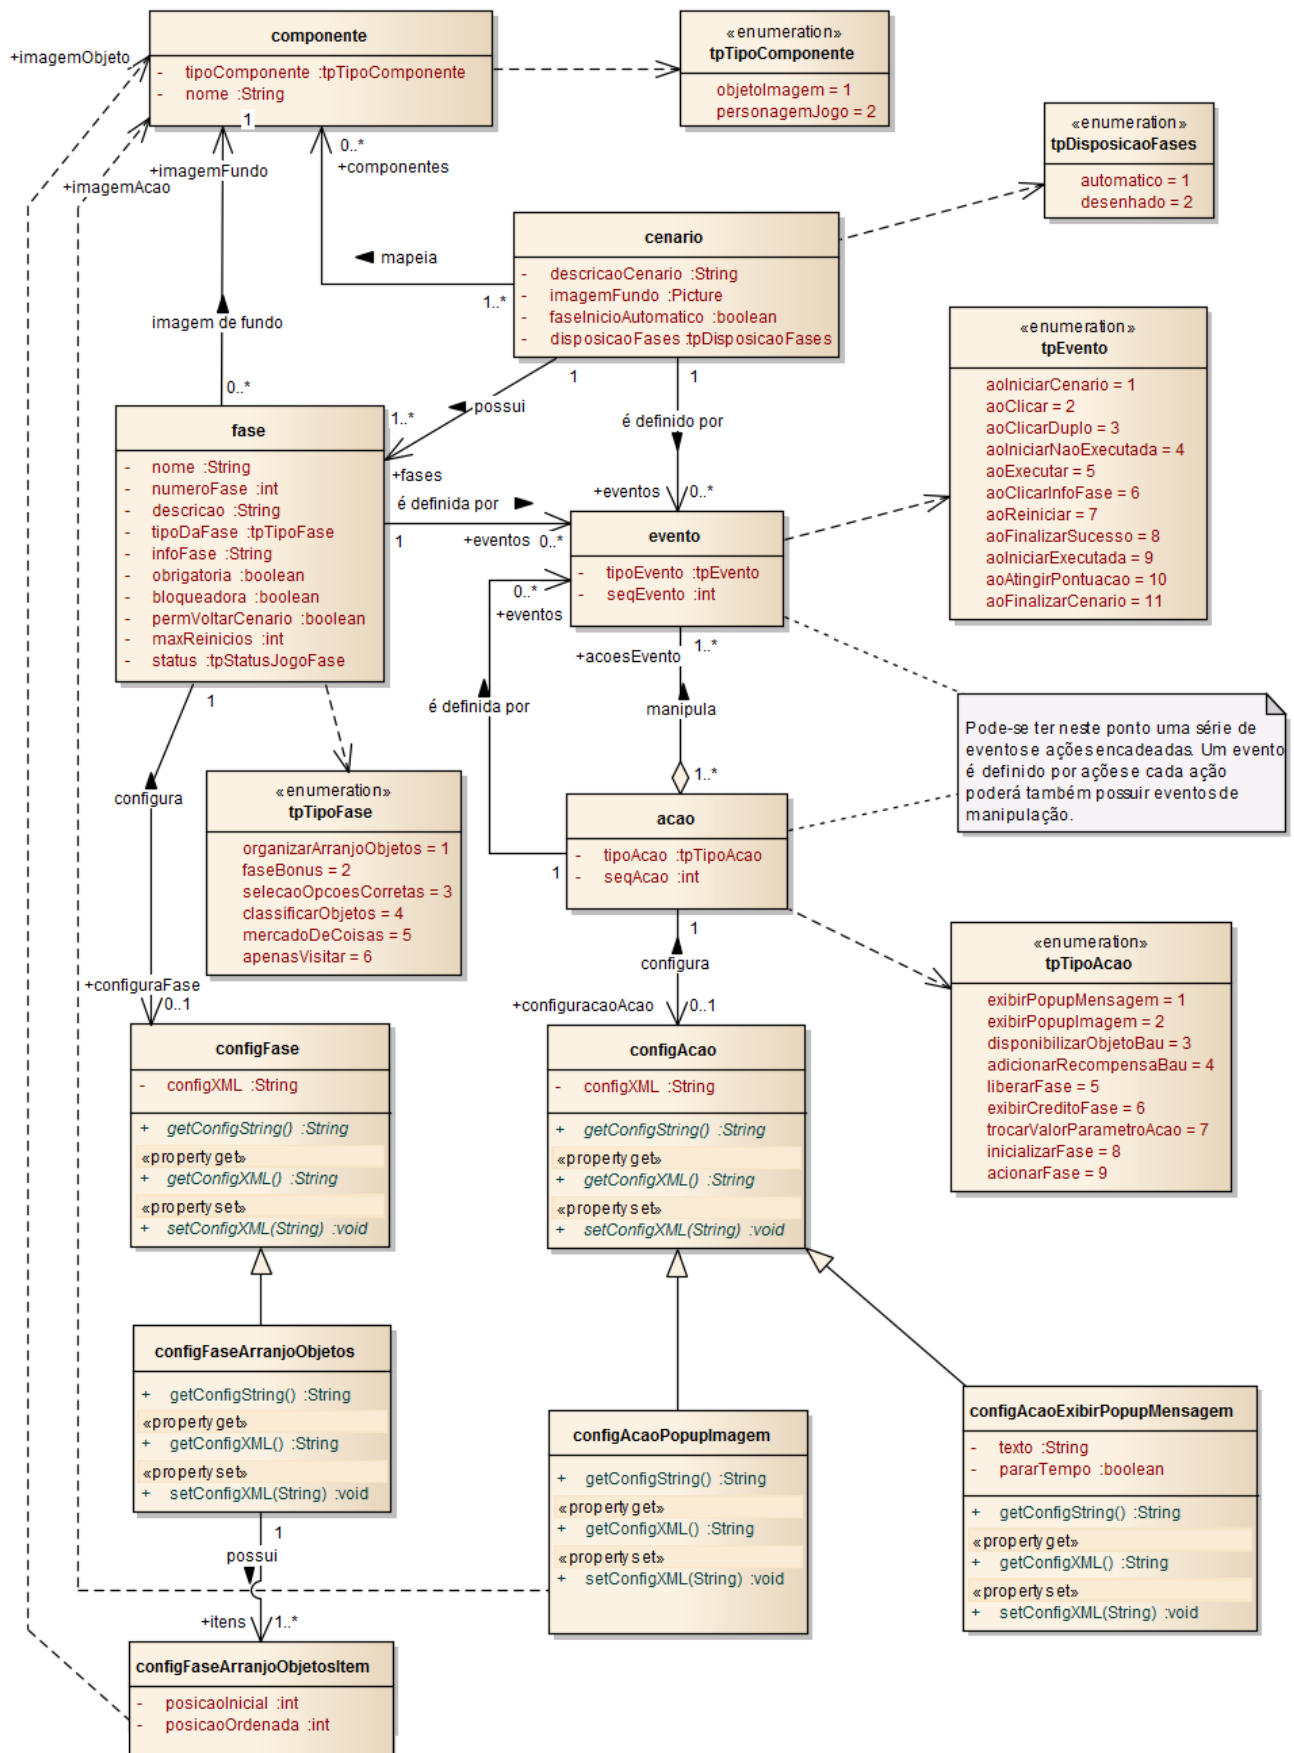 componente
- tipoComponente :tpTipoComponente
- nome :String
«enumeration»
tpTipoComponente
objetoImagem = 1
personagemJogo = 2
+imagemObjeto
+imagemAcao
1
+imagemFundo
0..*
+componentes
«enumeration»
tpDisposicaoFases
automatico = 1
desenhado = 2
cenario
- descricaoCenario :String
- imagemFundo :Picture
- faseInicioAutomatico :boolean
- disposicaoFases :tpDisposicaoFases
mapeia
1..*
imagem de fundo
0..*
1
1
possui
1..*
+fases
é definido por
+eventos
0..*
«enumeration»
tpEvento
aoIniciarCenario = 1
aoClicar = 2
aoClicarDuplo = 3
aoIniciarNaoExecutada = 4
aoExecutar = 5
aoClicarInfoFase = 6
aoReiniciar = 7
aoFinalizarSucesso = 8
aoIniciarExecutada = 9
aoAtingirPontuacao = 10
aoFinalizarCenario = 11
fase
- nome :String
- numeroFase :int
- descricao :String
- tipoDaFase :tpTipoFase
- infoFase :String
- obrigatoria :boolean
- bloqueadora :boolean
- permVoltarCenario :boolean
- maxReinicios :int
- status :tpStatusJogoFase
é definida por
1
+eventos
0..*
evento
- tipoEvento :tpEvento
- seqEvento :int
0..*
+eventos
+acoesEvento
1..*
é definida por
manipula
1..*
Pode-se ter neste ponto uma série de
eventos e ações encadeadas. Um evento
é definido por ações e cada ação
poderá também possuir eventos de
manipulação.
1
configura
«enumeration»
tpTipoFase
organizarArranjoObjetos = 1
faseBonus = 2
selecaoOpcoesCorretas = 3
classificarObjetos = 4
mercadoDeCoisas = 5
apenasVisitar = 6
acao
- tipoAcao :tpTipoAcao
- seqAcao :int
1
1
configura
+configuracaoAcao
0..1
«enumeration»
tpTipoAcao
exibirPopupMensagem = 1
exibirPopupImagem = 2
disponibilizarObjetoBau = 3
adicionarRecompensaBau = 4
liberarFase = 5
exibirCreditoFase = 6
trocarValorParametroAcao = 7
inicializarFase = 8
acionarFase = 9
+configuraFase
0..1
configFase
- configXML :String
+ getConfigString() :String
«property get»
+ getConfigXML() :String
«property set»
+ setConfigXML(String) :void
configAcao
- configXML :String
+ getConfigString() :String
«property get»
+ getConfigXML() :String
«property set»
+ setConfigXML(String) :void
configFaseArranjoObjetos
+ getConfigString() :String
«property get»
+ getConfigXML() :String
«property set»
+ setConfigXML(String) :void
configAcaoPopupImagem
+ getConfigString() :String
«property get»
+ getConfigXML() :String
«property set»
+ setConfigXML(String) :void
configAcaoExibirPopupMensagem
- texto :String
- pararTempo :boolean
+ getConfigString() :String
«property get»
+ getConfigXML() :String
«property set»
+ setConfigXML(String) :void
1
possui
+itens
1..*
configFaseArranjoObjetosItem
- posicaoInicial :int
- posicaoOrdenada :int